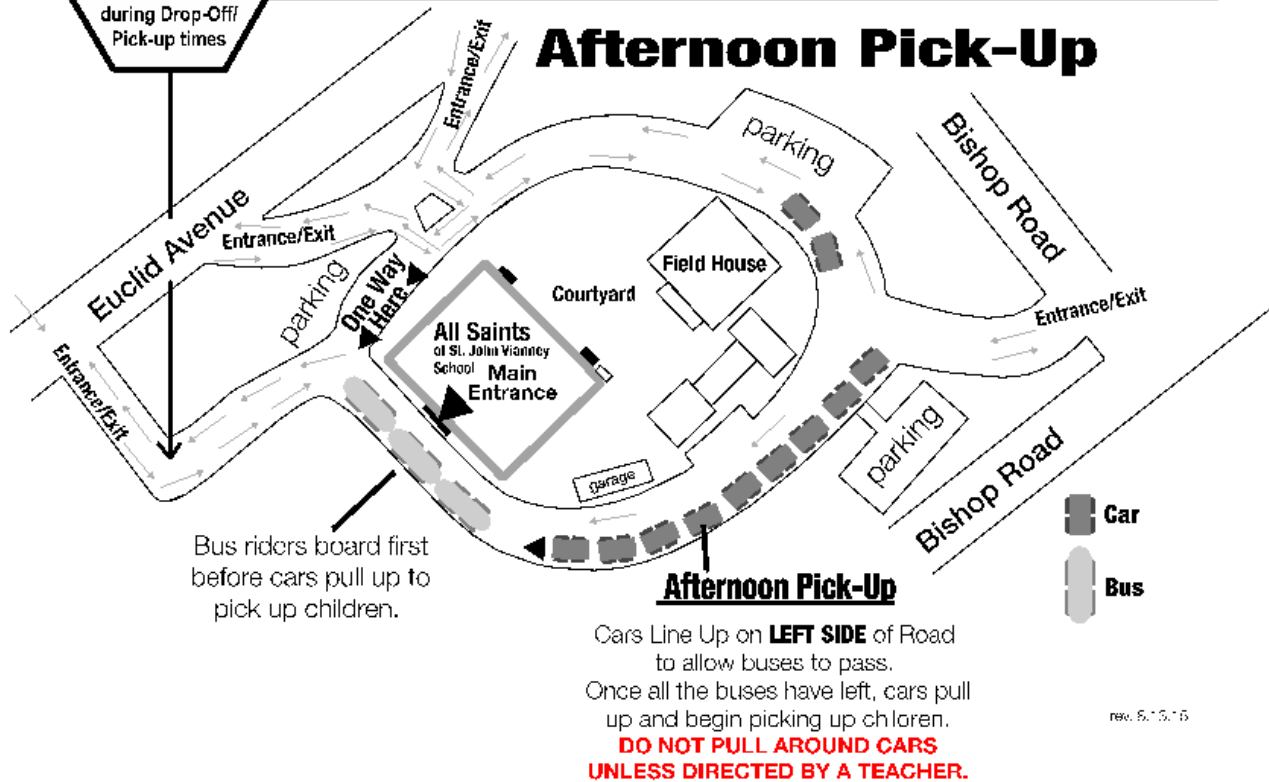 during Drop-Off/
Pick-up times
Afternoon Pick-Up
Entrance/Exit
parking
Bishop Road
Euclid Avenue
Entrance/Exit
parking
One Way
Here
Field House
Courtyard
Entrance/Exit
All Saints
of St. John Vianney
School
Main
Entrance
Entrance/Exit
parking
garage
Bishop Road
Car
Bus
Bus riders board first
before cars pull up to
pick up children.
Afternoon Pick-Up
Cars Line Up on LEFT SIDE of Road
to allow buses to pass.
Once all the buses have left, cars pull
up and begin picking up chloren.
DO NOT PULL AROUND CARS
UNLESS DIRECTED BY A TEACHER.
rev.